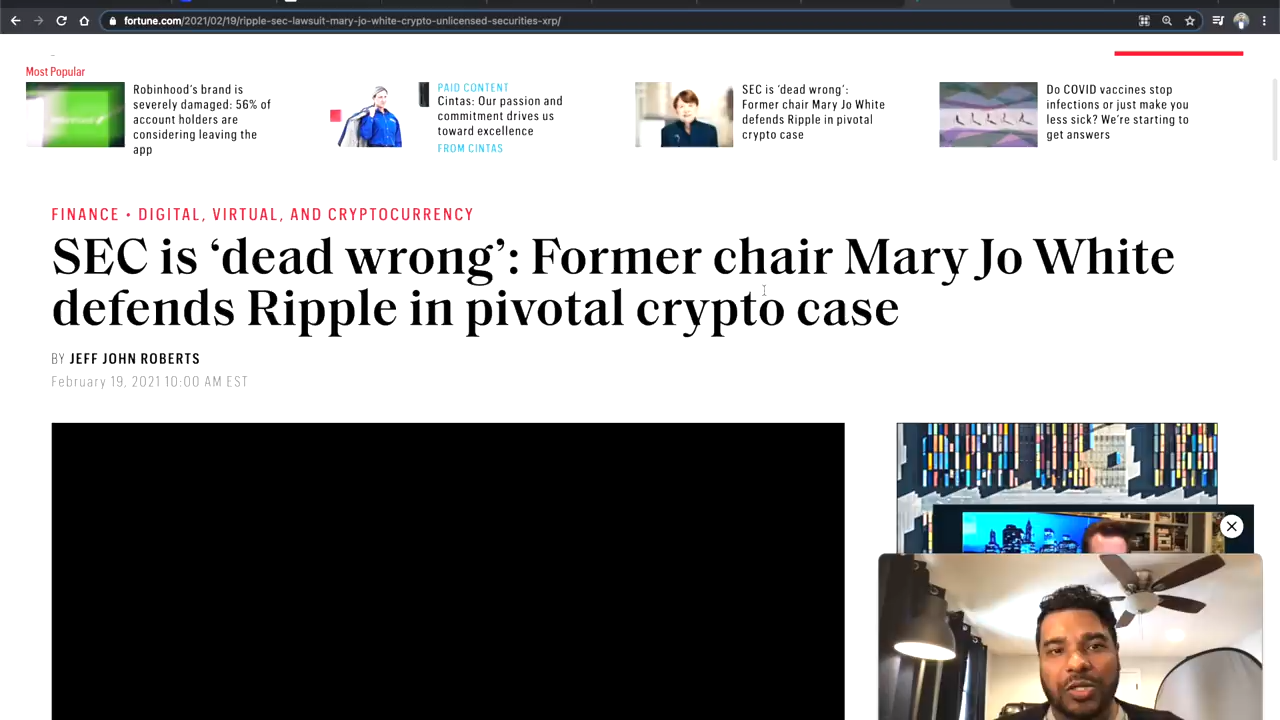 fortune.com/2021/02/19/ripple-sec-lawsuit-mary-jo-white-crypto-unlicensed-securities-xrp/
Most Popular
Robinhood's brand is
severely damaged: 56% of
account holders are
considering leaving the
app
PAID CONTENT
Cintas: Our passion and
commitment drives us
toward excellence
FROM CINTAS
SEC is 'dead wrong':
Former chair Mary Jo White
defends Ripple in pivotal
crypto case
Do COVID vaccines stop
infections or just make you
less sick? We're starting to
get answers
FINANCE • DIGITAL, VIRTUAL, AND CRYPTOCURRENCY
SEC is ‘dead wrong’: Former chair Mary Jo White
defends Ripple in pivotal crypto case
BY JEFF JOHN ROBERTS
February 19, 2021 10:00 AM EST